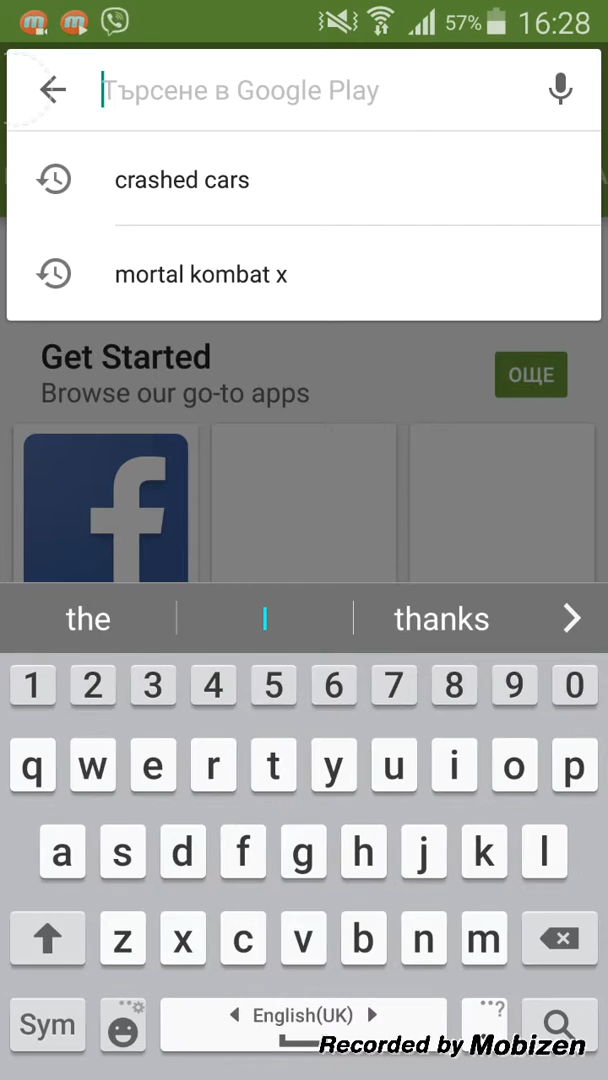 57% 16:28
Търсене в Google Play
crashed cars
mortal kombat x
Get Started
Browse our go-to apps
ОЩЕ
the I thanks
1 2 3 4 5 6 7 8 9 0
q w e r t y u i o p
a s d f g h j k l
z x c v b n m
Sym English(UK) ?
Recorded by Mobizen